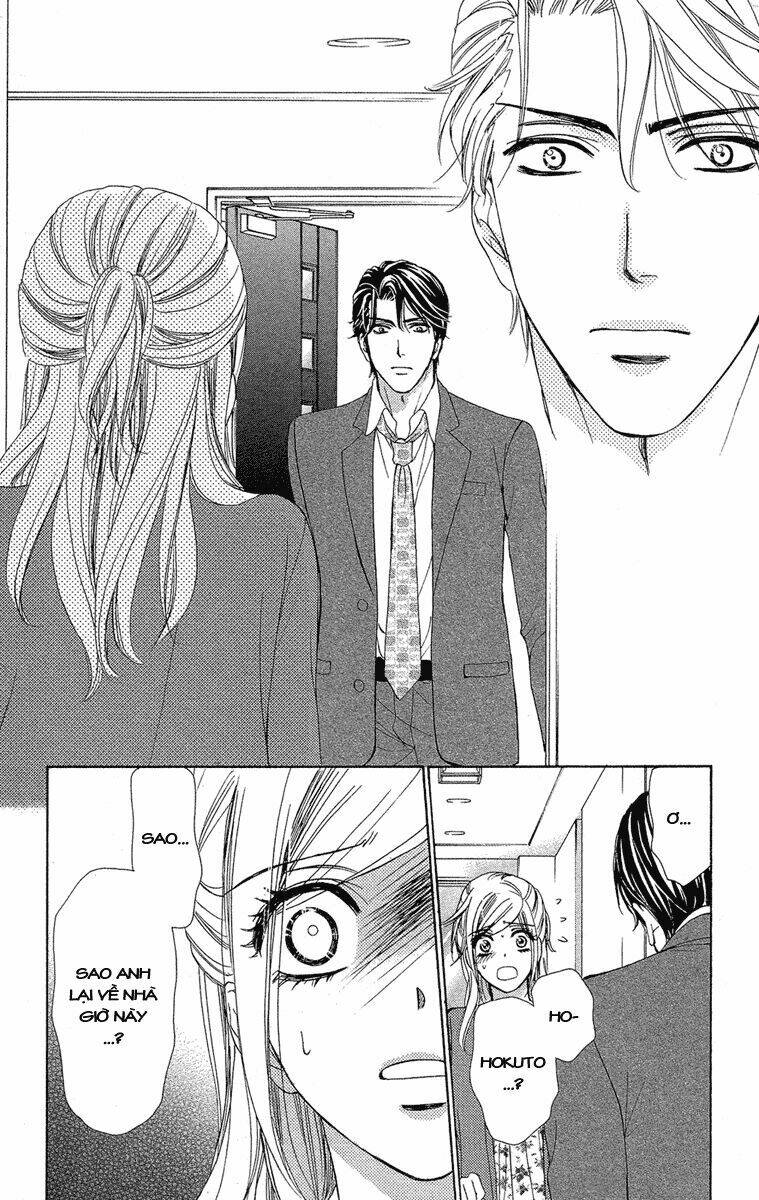 Ơ...
HO-
HOKUTO
...?
SAO...
SAO ANH
LẠI VỀ NHÀ
GIỜ NÀY
...?